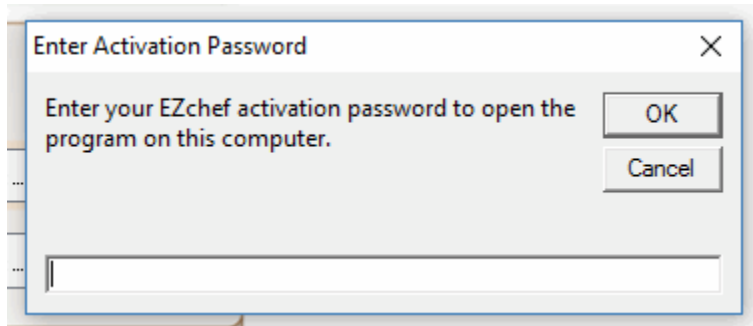 Enter Activation Password
Enter your EZchef activation password to open the
program on this computer.
OK
Cancel
...
...